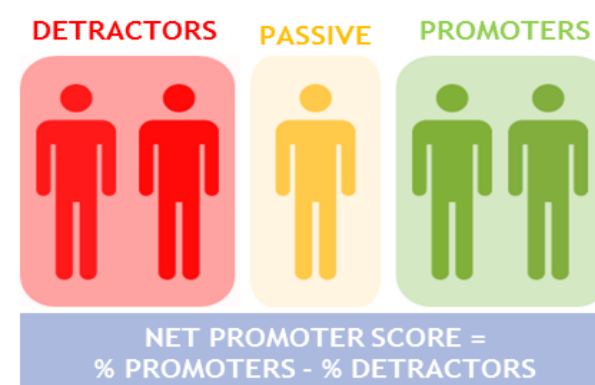 DETRACTORS PASSIVE PROMOTERS
NET PROMOTER SCORE =
% PROMOTERS - % DETRACTORS